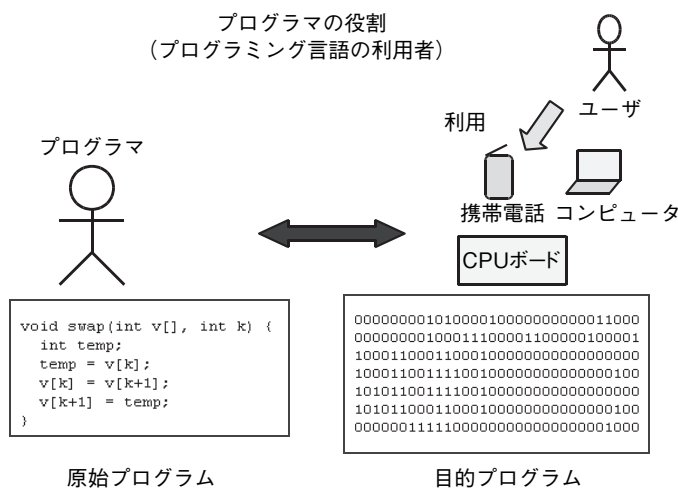 プログラマの役割
（プログラミング言語の利用者）
ユーザ
利用
プログラマ
携帯電話 コンピュータ
CPUボード
void swap(int v[], int k) {
  int temp;
  temp = v[k];
  v[k] = v[k+1];
  v[k+1] = temp;
}
00000000101000010000000000011000
00000000100011100001100000100001
10001100011000100000000000000000
10001100111100100000000000000100
10101100111100100000000000000000
10101100011000100000000000000100
00000011111000000000000000001000
原始プログラム
目的プログラム